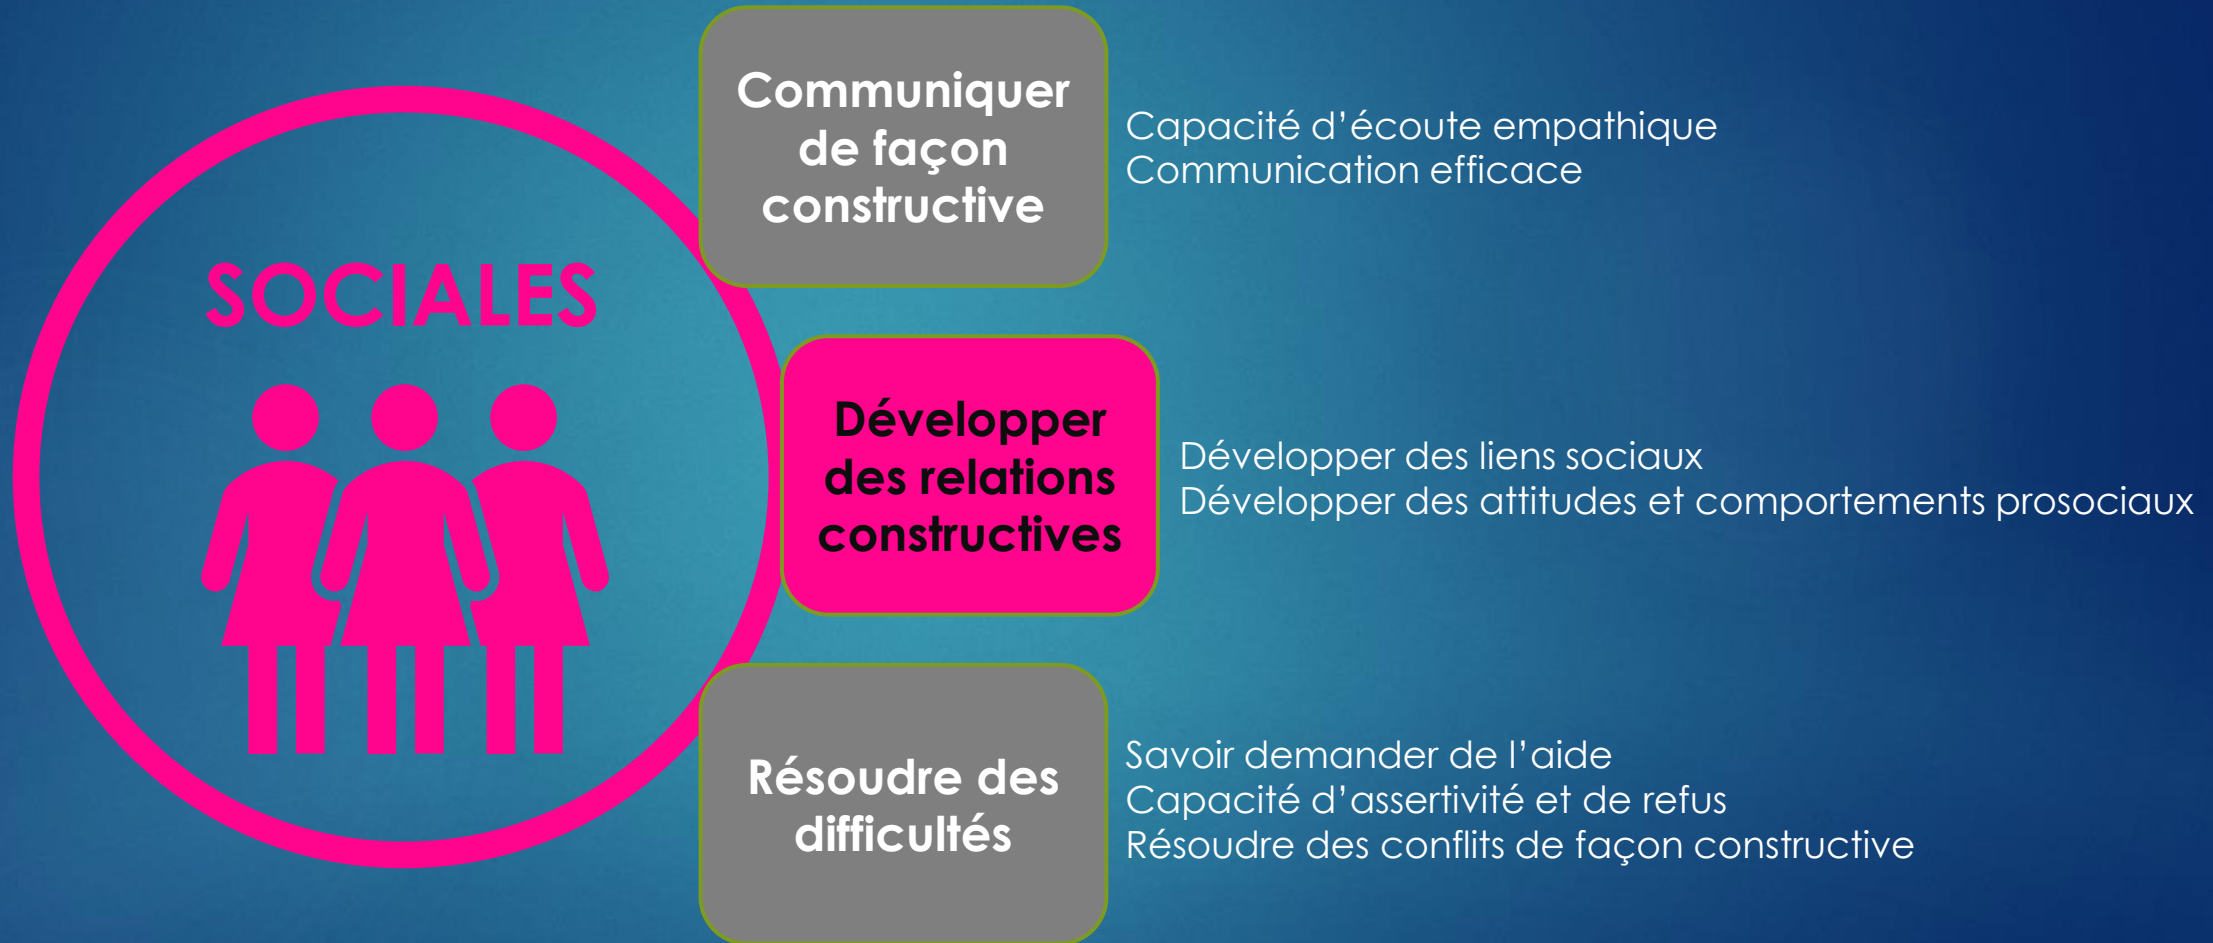 SOCIALES
Communiquer
de façon
constructive
Capacité d’écoute empathique
Communication efficace
Développer
des relations
constructives
Développer des liens sociaux
Développer des attitudes et comportements prosociaux
Résoudre des
difficultés
Savoir demander de l’aide
Capacité d’assertivité et de refus
Résoudre des conflits de façon constructive